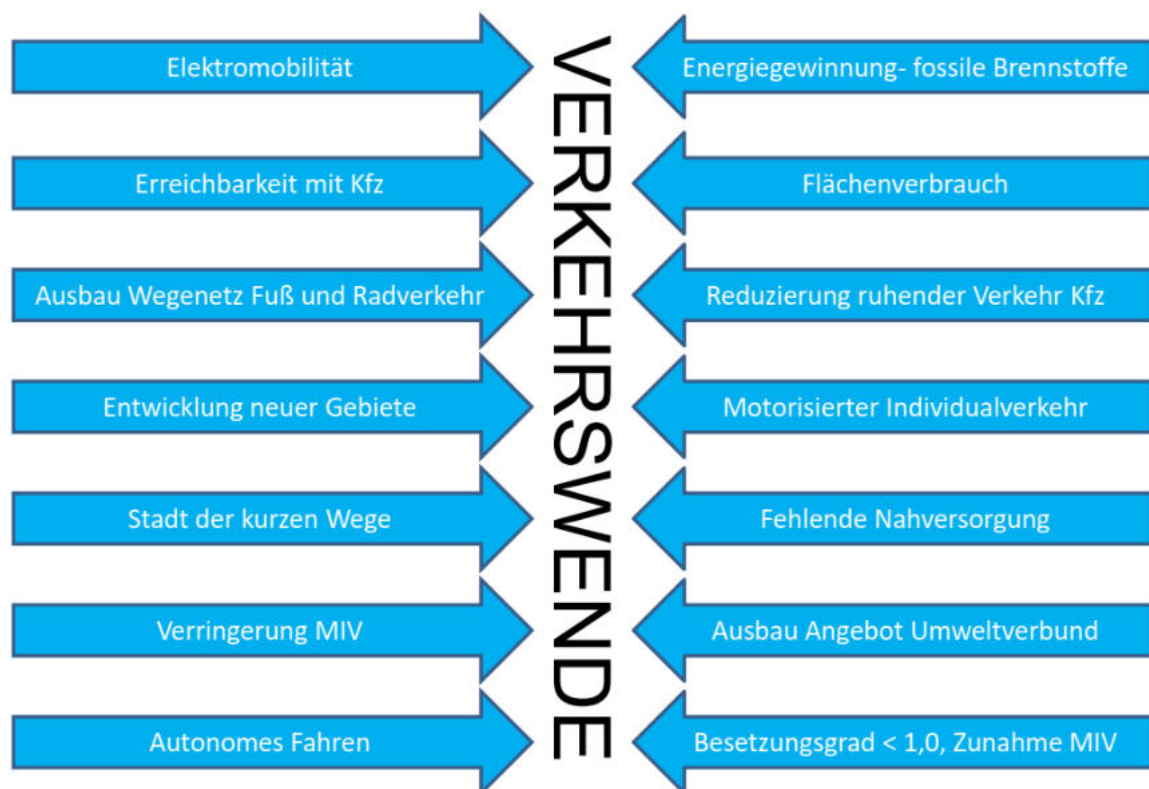 Elektromobilität
Energiegewinnung- fossile Brennstoffe
Erreichbarkeit mit Kfz
Flächenverbrauch
Ausbau Wegenetz Fuß und Radverkehr
Reduzierung ruhender Verkehr Kfz
Entwicklung neuer Gebiete
Motorisierter Individualverkehr
Stadt der kurzen Wege
Fehlende Nahversorgung
Verringerung MIV
Ausbau Angebot Umweltverbund
Autonomes Fahren
Besetzungsgrad < 1,0, Zunahme MIV
VERKEHRSWENDE